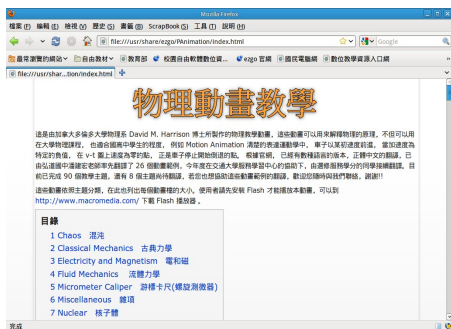 Mozilla Firefox
檔案(F) 編輯(E) 檢視(V) 歷史(S) 書籤(B) ScrapBook(S) 工具(T) 說明(H)
file:///usr/share/ezgo/PAnimation/index.html
Google
最常瀏覽的網站 自由教材 教育部 校園自由軟體數位資... ezgo 官網 國民電腦網 數位教學資源入口網
file:///usr/shar...tion/index.html
物理動畫教學
這是由加拿大多倫多大學物理系 David M. Harrison 博士所製作的物理教學動畫，這些動畫可以用來解釋物理的原理，不但可以用
在大學物理課程， 也適合國高中學生的程度， 例如 Motion Animation 清楚的表達運動學中， 車子以某初速度前進， 當加速度為
特定的負值， 在 v-t 圖上速度為零的點， 正是車子停止開始倒退的點。 根據官網， 已經有數種語言的版本，正體中文的翻譯，已
由弘道國中潘建宏老師率先翻譯了 26 個動畫範例，今年度在交通大學服務學習中心的協助下，由選修服務學分的同學接續翻譯，目
前已完成 90 個教學主題，還有 8 個主題尚待翻譯，若您也想協助這些動畫範例的翻譯，歡迎您隨時與我們聯絡，謝謝!!
這些動畫依照主題分類，在此也列出每個動畫檔的大小。使用者請先安裝 Flash 才能播放本動畫，可以到
http://www.macromedia.com/ 下載 Flash 播放器 。
目錄
1 Chaos 混沌
2 Classical Mechanics 古典力學
3 Electricity and Magnetism 電和磁
4 Fluid Mechanics 流體力學
5 Micrometer Caliper 游標卡尺(螺旋測微器)
6 Miscellaneous 雜項
7 Nuclear 核子體
完成